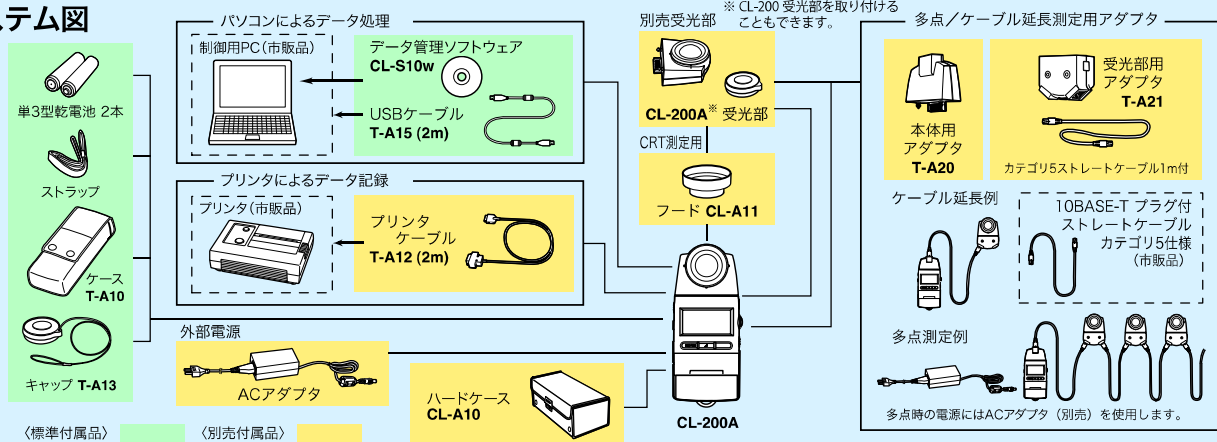 ステム図
単3型乾電池 2本
ストラップ
ケース
T-A10
キャップ T-A13
〈標準付属品〉
〈別売付属品〉
パソコンによるデータ処理
制御用PC(市販品)
データ管理ソフトウェア
CL-S10w
USBケーブル
T-A15 (2m)
プリンタによるデータ記録
プリンタ(市販品)
プリンタ
ケーブル
T-A12 (2m)
外部電源
ACアダプタ
ハードケース
CL-A10
別売受光部
※ CL-200 受光部を取り付ける
こともできます。
CL-200A※ 受光部
CRT測定用
フード CL-A11
CL-200A
多点／ケーブル延長測定用アダプタ
本体用
アダプタ
T-A20
受光部用
アダプタ
T-A21
カテゴリ5ストレートケーブル1m付
ケーブル延長例
10BASE-T プラグ付
ストレートケーブル
カテゴリ5仕様
(市販品)
多点測定例
多点時の電源にはACアダプタ（別売）を使用します。